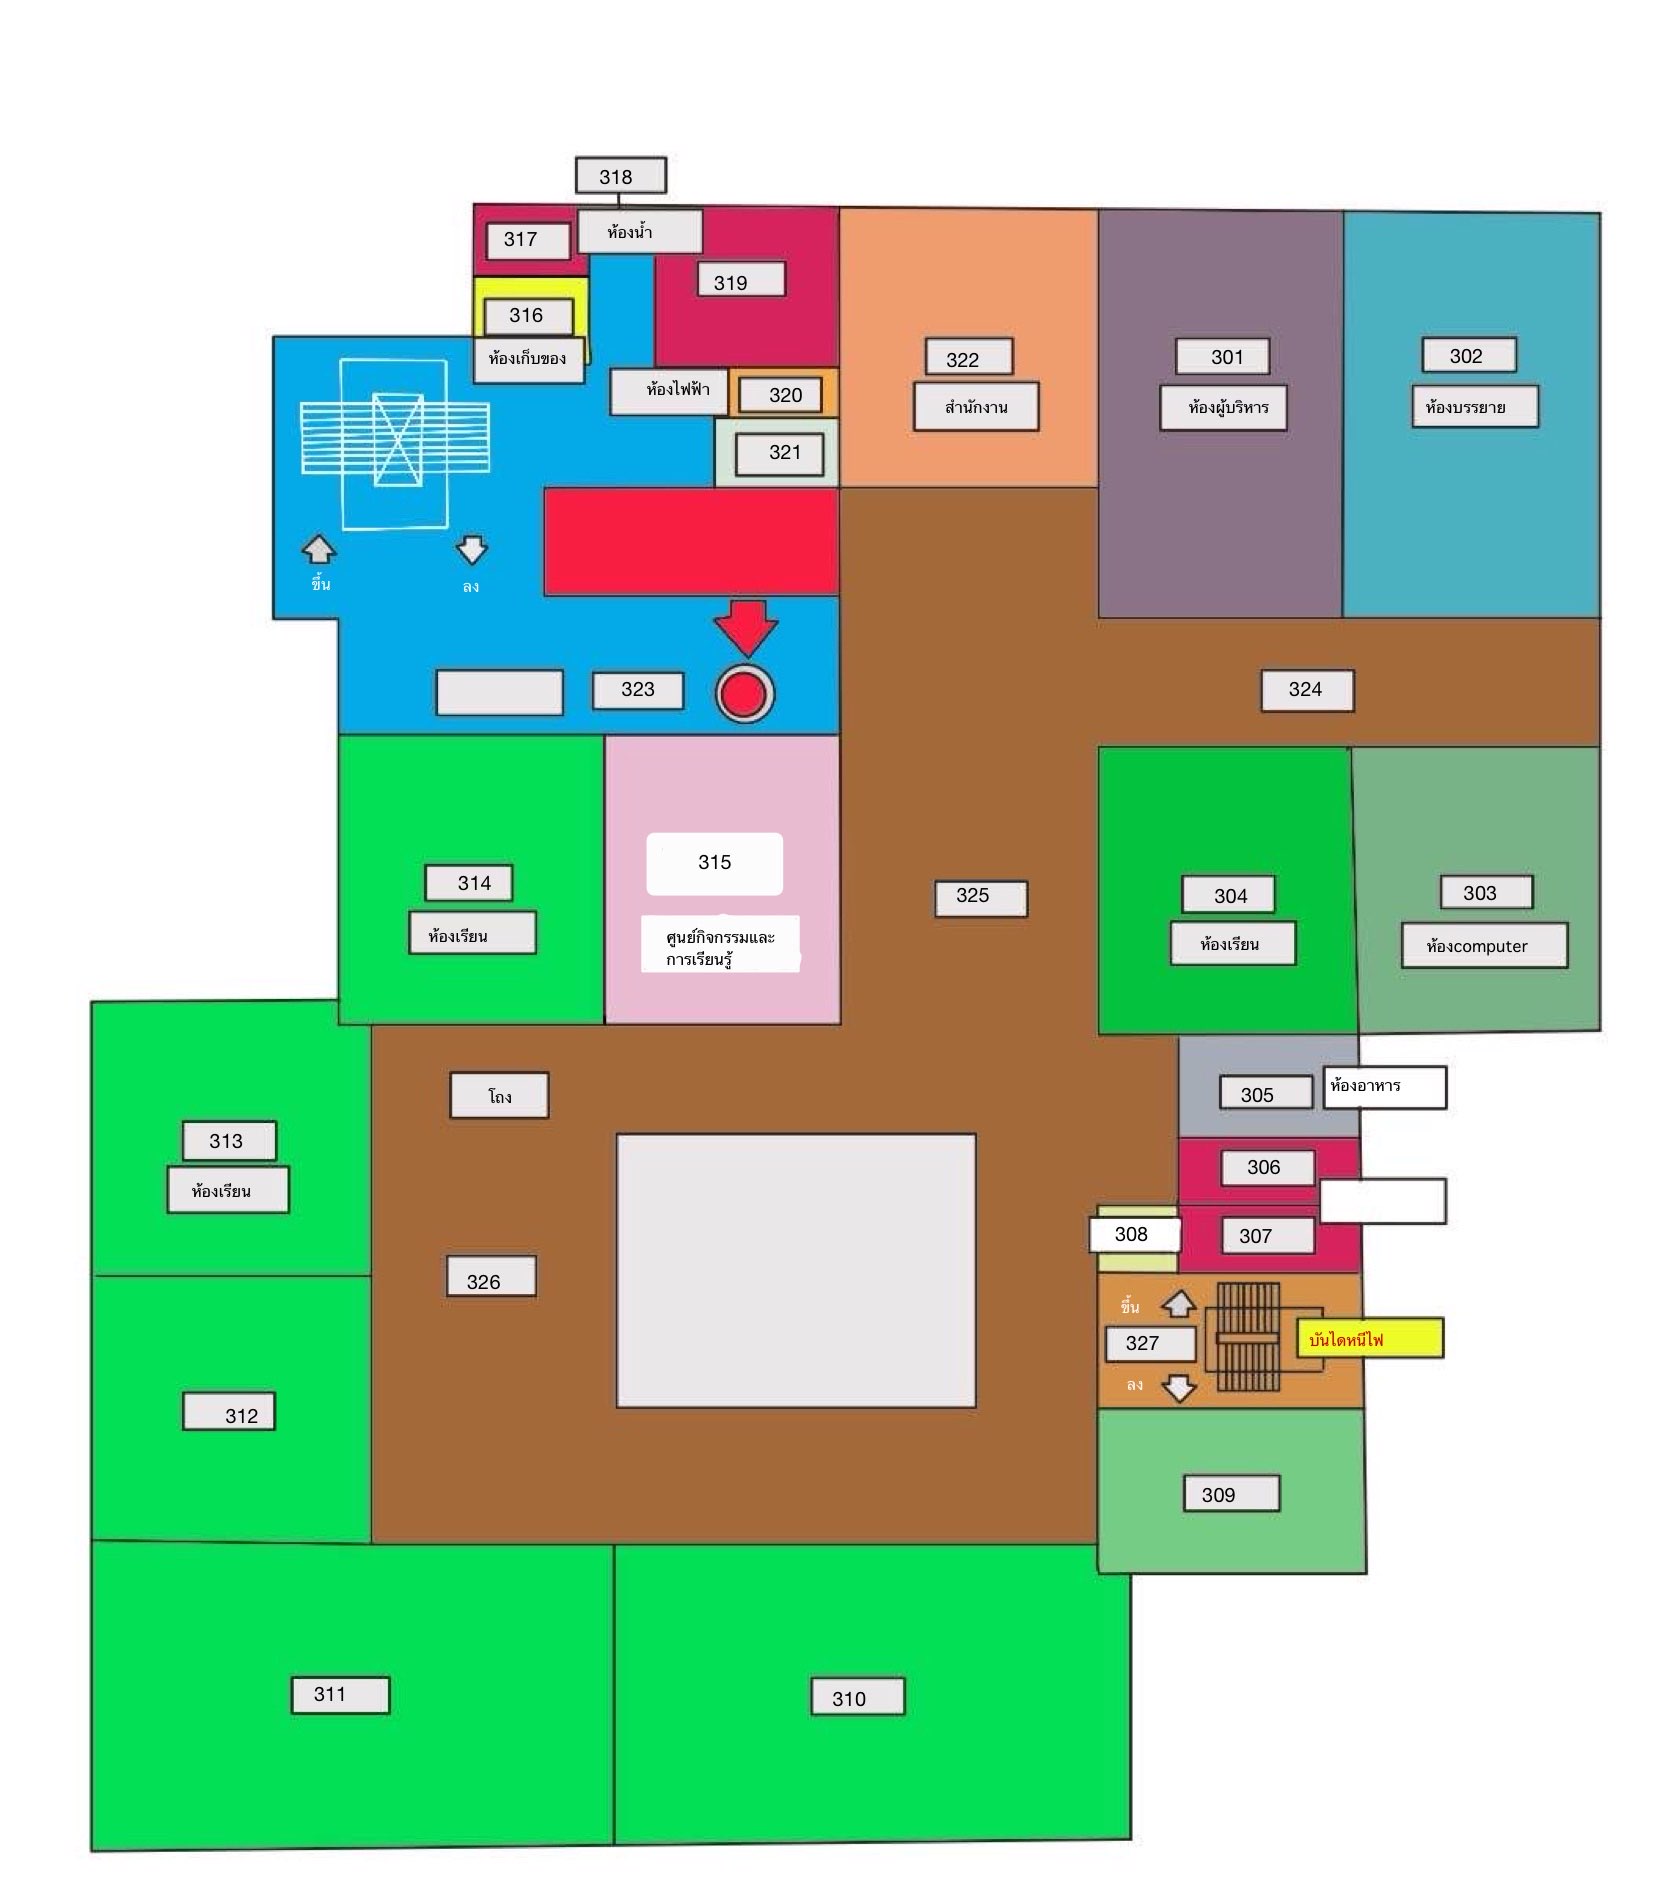 318
317
ห้องน้ำ
319
316
ห้องเก็บของ
ห้องไฟฟ้า
320
321
322
สำนักงาน
301
ห้องผู้บริหาร
302
ห้องบรรยาย
ขึ้น
ลง
323
324
314
ห้องเรียน
315
ศูนย์กิจกรรมและ
การเรียนรู้
325
304
ห้องเรียน
303
ห้องcomputer
โถง
305
ห้องอาหาร
313
ห้องเรียน
306
308
307
326
ขึ้น
327
บันไดหนีไฟ
ลง
312
309
311
310